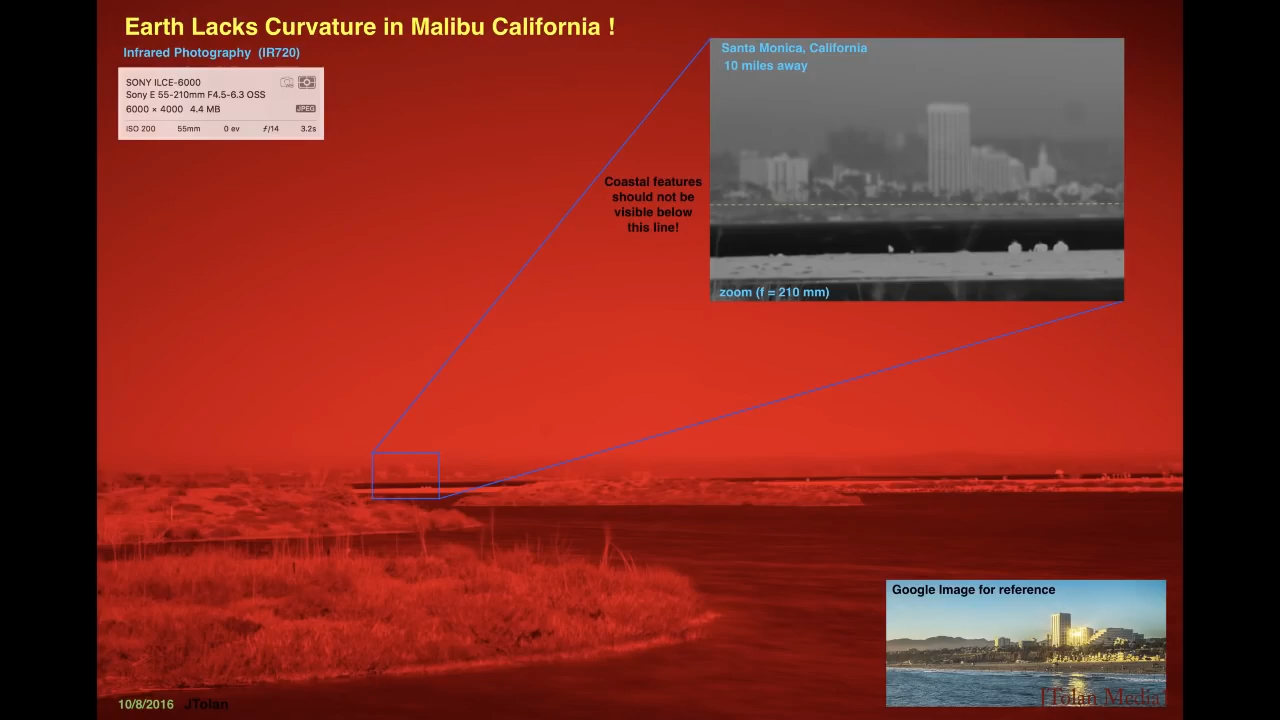 Earth Lacks Curvature in Malibu California !
Infrared Photography (IR720)
SONY ILCE-6000
Sony E 55-210mm F4.5-6.3 OSS
6000 × 4000 4.4 MB
JPEG
ISO 200 55mm 0 ev ƒ/14 3.2s
Santa Monica, California
10 miles away
Coastal features
should not be
visible below
this line!
zoom (f = 210 mm)
Google Image for reference
JTolan Media
10/8/2016 JTolan